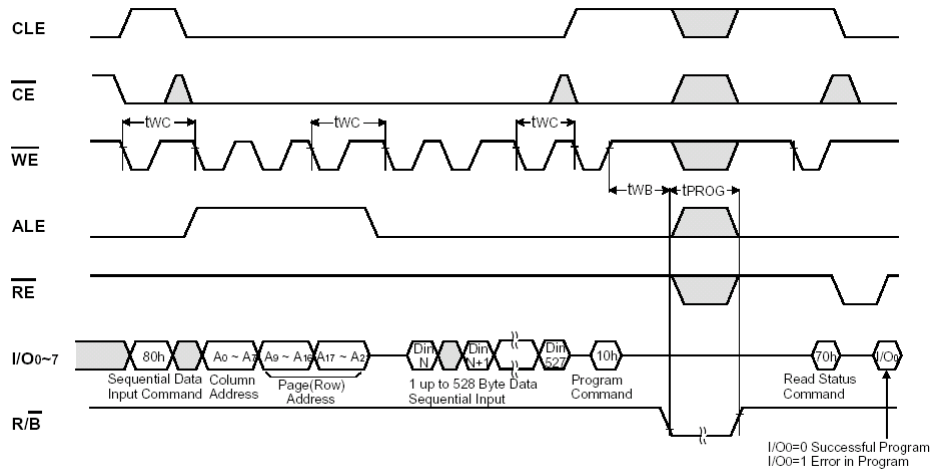 CLE
CE
tWC tWC tWC
WE
tWB tPROG
ALE
RE
I/O0~7 80h A0 ~ A7 A9 ~ A16 A17 ~ A2 Din N Din N+1 Din 527 10h 70h I/O0
Sequential Data Input Command
Column Address
Page(Row) Address
1 up to 528 Byte Data Sequential Input
Program Command
Read Status Command
R/B
I/O0=0 Successful Program
I/O0=1 Error in Program